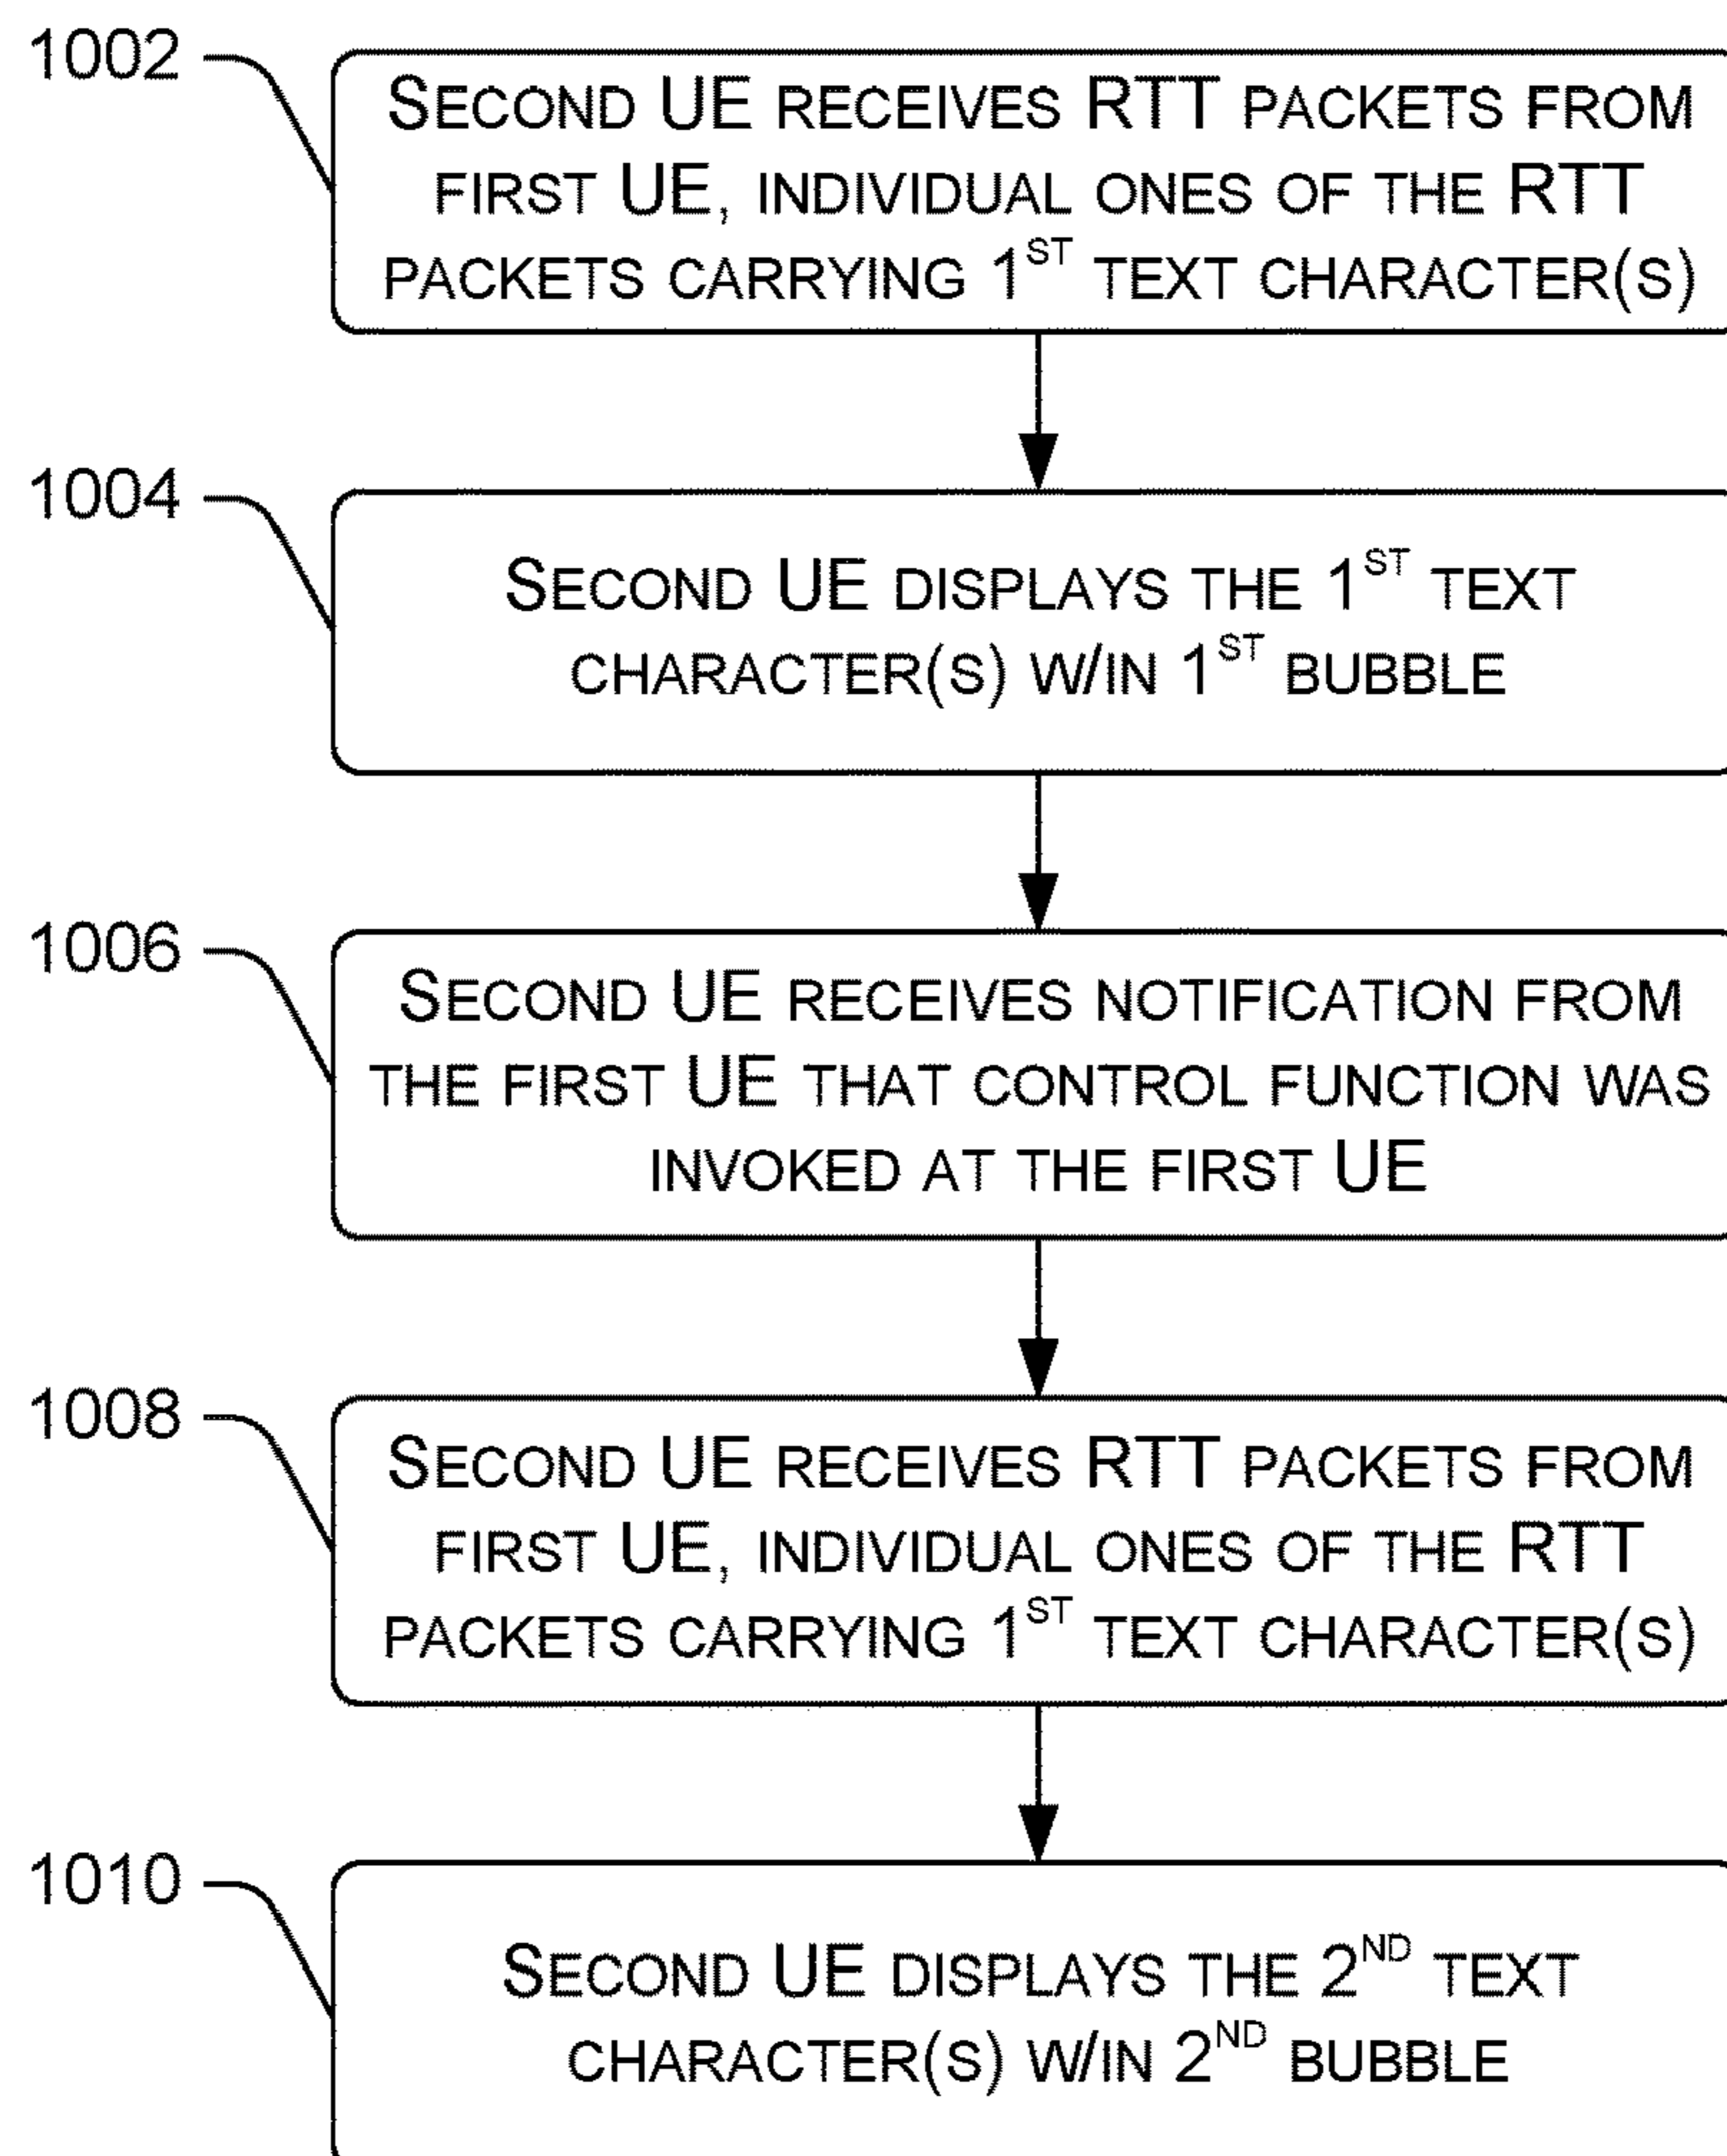 1002
SECOND UE RECEIVES RTT PACKETS FROM
FIRST UE, INDIVIDUAL ONES OF THE RTT
PACKETS CARRYING 1ST TEXT CHARACTER(S)
1004
SECOND UE DISPLAYS THE 1ST TEXT
CHARACTER(S) W/IN 1ST BUBBLE
1006
SECOND UE RECEIVES NOTIFICATION FROM
THE FIRST UE THAT CONTROL FUNCTION WAS
INVOKED AT THE FIRST UE
1008
SECOND UE RECEIVES RTT PACKETS FROM
FIRST UE, INDIVIDUAL ONES OF THE RTT
PACKETS CARRYING 1ST TEXT CHARACTER(S)
1010
SECOND UE DISPLAYS THE 2ND TEXT
CHARACTER(S) W/IN 2ND BUBBLE